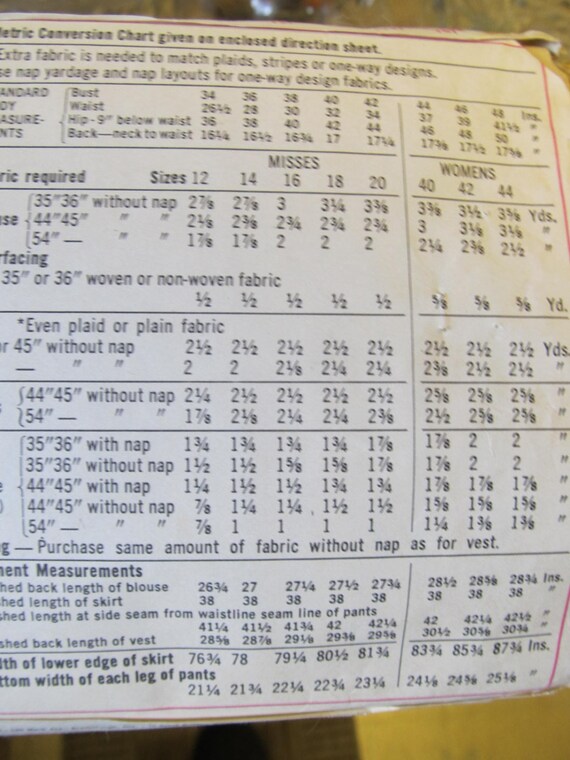 etric Conversion Chart given on enclosed direction sheet.
Extra fabric is needed to match plaids, stripes or one-way designs.
se nap yardage and nap layouts for one-way design fabrics.
ANDARD Bust 34 36 38 40 42 44 46 48 Ins.
DY Waist 26½ 28 30 32 34 37 39 41½ "
EASURE- Hip-9" below waist 36 38 40 42 44 46 48 50 "
NTS Back—neck to waist 16¼ 16½ 16¾ 17 17¼ 17⅜ 17½ 17⅝ "
MISSES WOMENS
ric required Sizes 12 14 16 18 20 40 42 44
35"36" without nap 2⅞ 2⅞ 3 3¼ 3⅜ 3⅜ 3½ 3⅝ Yds.
use 44"45" " " 2⅛ 2⅜ 2¾ 2¾ 2¾ 3 3⅛ 3⅛ "
54" — " " 1⅞ 1⅞ 2 2 2 2¼ 2⅜ 2½ "
rfacing
35" or 36" woven or non-woven fabric
½ ½ ½ ½ ½ ⅝ ⅝ ⅝ Yd.
*Even plaid or plain fabric
or 45" without nap 2½ 2½ 2½ 2½ 2½ 2½ 2½ 2½ Yds.
— " " 2 2 2⅛ 2¼ 2¼ 2⅜ 2½ 2½ "
44"45" without nap 2¼ 2½ 2½ 2½ 2½ 2⅝ 2⅝ 2⅝ "
54" — " " 1⅞ 2⅛ 2¼ 2¼ 2⅜ 2½ 2⅝ 2⅝ "
35"36" with nap 1¾ 1¾ 1¾ 1¾ 1⅞ 1⅞ 2 2 "
35"36" without nap 1½ 1½ 1⅝ 1⅝ 1⅞ 1⅞ 2 2 "
44"45" with nap 1¼ 1½ 1½ 1¾ 1¾ 1⅞ 1⅞ 1⅞ "
44"45" without nap ⅞ 1¼ 1¼ 1½ 1½ 1⅝ 1⅝ 1⅝ "
54" — " " ⅞ 1 1 1 1 1¼ 1⅜ 1⅜ "
g — Purchase same amount of fabric without nap as for vest.
ment Measurements
shed back length of blouse 26¾ 27 27¼ 27½ 27¾ 28½ 28⅝ 28¾ Ins.
shed length of skirt 38 38 38 38 38 38 38 38 "
shed length at side seam from waistline seam line of pants
41¼ 41½ 41¾ 42 42¼ 42 42¼ 42½ "
shed back length of vest 28⅝ 28⅞ 29⅛ 29⅜ 29⅝ 30½ 30⅝ 30¾ "
dth of lower edge of skirt 76¾ 78 79¼ 80½ 81¾ 83¾ 85¾ 87¾ Ins.
ttom width of each leg of pants
21¼ 21¾ 22¼ 22¾ 23¼ 24⅛ 24⅝ 25⅛ "